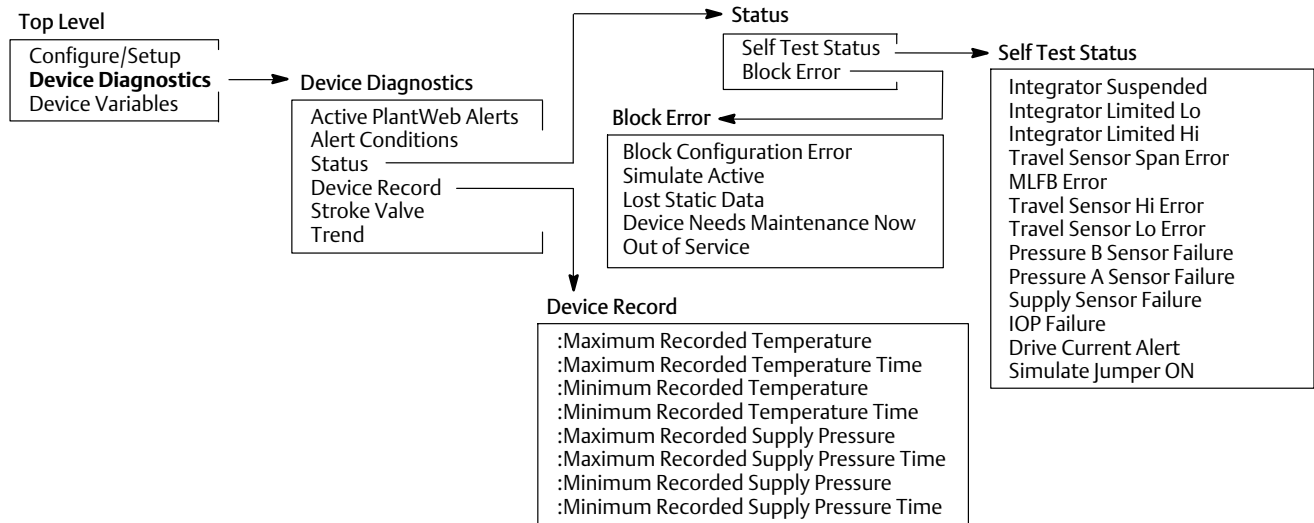 Top Level
Configure/Setup
Device Diagnostics
Device Variables
Device Diagnostics
Active PlantWeb Alerts
Alert Conditions
Status
Device Record
Stroke Valve
Trend
Status
Self Test Status
Block Error
Block Error
Block Configuration Error
Simulate Active
Lost Static Data
Device Needs Maintenance Now
Out of Service
Self Test Status
Integrator Suspended
Integrator Limited Lo
Integrator Limited Hi
Travel Sensor Span Error
MLFB Error
Travel Sensor Hi Error
Travel Sensor Lo Error
Pressure B Sensor Failure
Pressure A Sensor Failure
Supply Sensor Failure
IOP Failure
Drive Current Alert
Simulate Jumper ON
Device Record
:Maximum Recorded Temperature
:Maximum Recorded Temperature Time
:Minimum Recorded Temperature
:Minimum Recorded Temperature Time
:Maximum Recorded Supply Pressure
:Maximum Recorded Supply Pressure Time
:Minimum Recorded Supply Pressure
:Minimum Recorded Supply Pressure Time